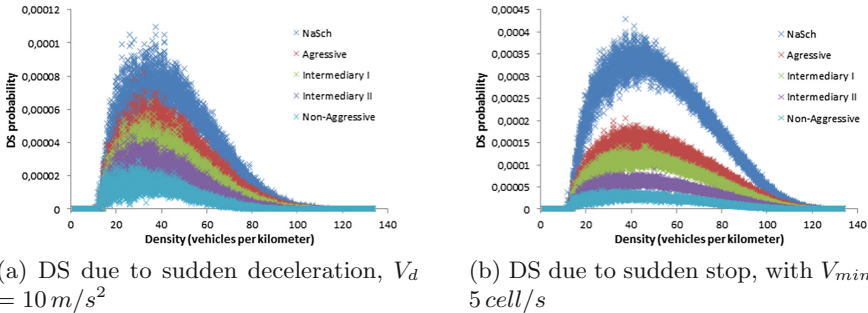 0,00012
0,0001
0,00008
0,00006
0,00004
0,00002
0
DS probability
0 20 40 60 80 100 120 140
Density (vehicles per kilometer)
NaSch
Agressive
Intermediary I
Intermediary II
Non-Aggressive
0,00045
0,0004
0,00035
0,0003
0,00025
0,0002
0,00015
0,0001
0,00005
0
DS probability
0 20 40 60 80 100 120 140
Density (vehicles per kilometer)
NaSch
Agressive
Intermediary I
Intermediary II
Non-Aggressive
(a) DS due to sudden deceleration, V_d
= 10 m/s²
(b) DS due to sudden stop, with V_min
5 cell/s